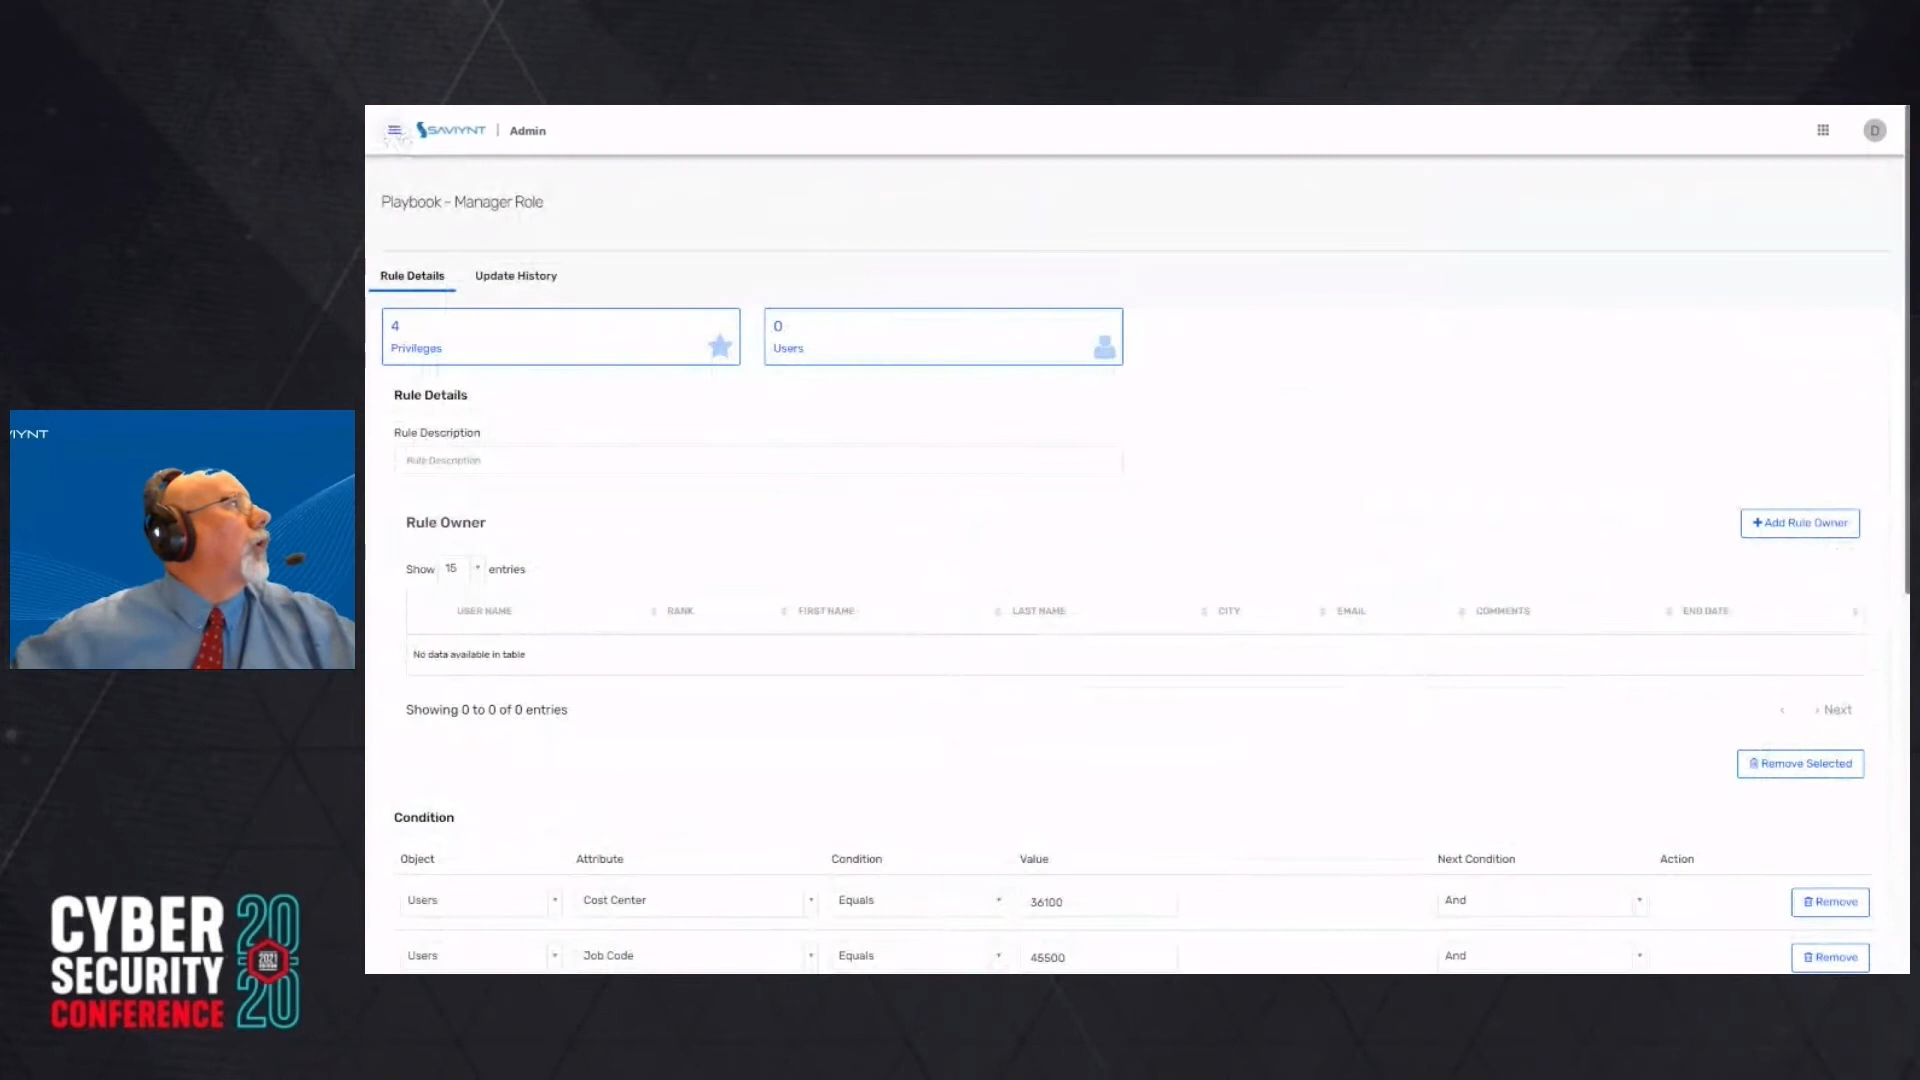 SAVIYNT | Admin
D
Playbook - Manager Role
Rule Details Update History
4
Privileges
0
Users
Rule Details
Rule Description
Rule Description
Rule Owner
+ Add Rule Owner
Show 15 entries
USER NAME RANK FIRST NAME LAST NAME CITY EMAIL COMMENTS END DATE
No data available in table
Showing 0 to 0 of 0 entries
‹ › Next
Remove Selected
Condition
Object Attribute Condition Value Next Condition Action
Users Cost Center Equals 36100 And Remove
Users Job Code Equals 45500 And Remove
VIYNT
CYBER
SECURITY
CONFERENCE
20
2021
EDITION
20